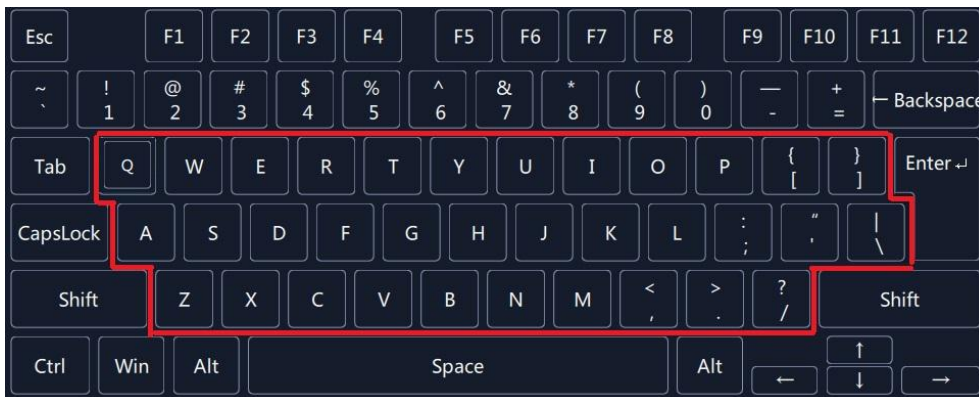 Esc F1 F2 F3 F4 F5 F6 F7 F8 F9 F10 F11 F12
~ ! @ # $ % ^ & * ( ) — +
` 1 2 3 4 5 6 7 8 9 0 - = ← Backspace
Tab Q W E R T Y U I O P { } Enter ↵
[ ]
CapsLock A S D F G H J K L : " |
; ' \
Shift Z X C V B N M < > ? Shift
, . /
Ctrl Win Alt Space Alt ↑
← ↓ →